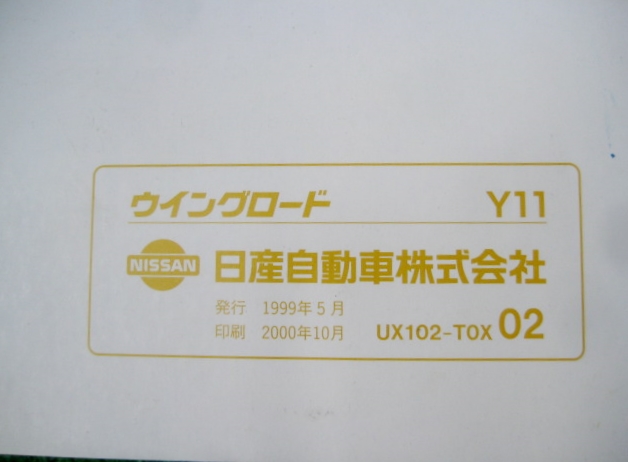 ウイングロード Y11
NISSAN 日産自動車株式会社
発行 1999年5月
印刷 2000年10月 UX102-T0X 02